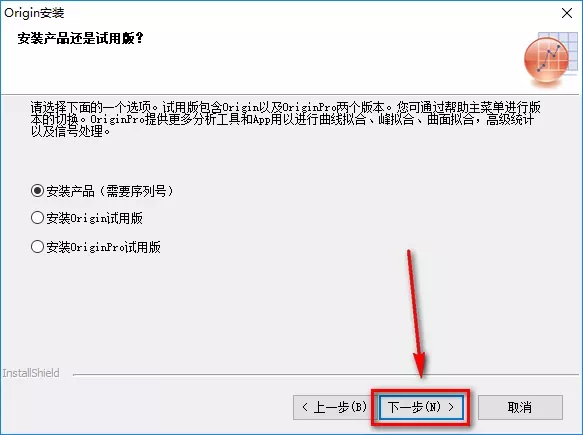 Origin安装
安装产品还是试用版?
请选择下面的一个选项。试用版包含Origin以及OriginPro两个版本。您可通过帮助主菜单进行版
本的切换。OriginPro提供更多分析工具和App用以进行曲线拟合、峰拟合、曲面拟合,高级统计
以及信号处理。
安装产品(需要序列号)
安装Origin试用版
安装OriginPro试用版
InstallShield
< 上一步(B)
下一步(N) >
取消